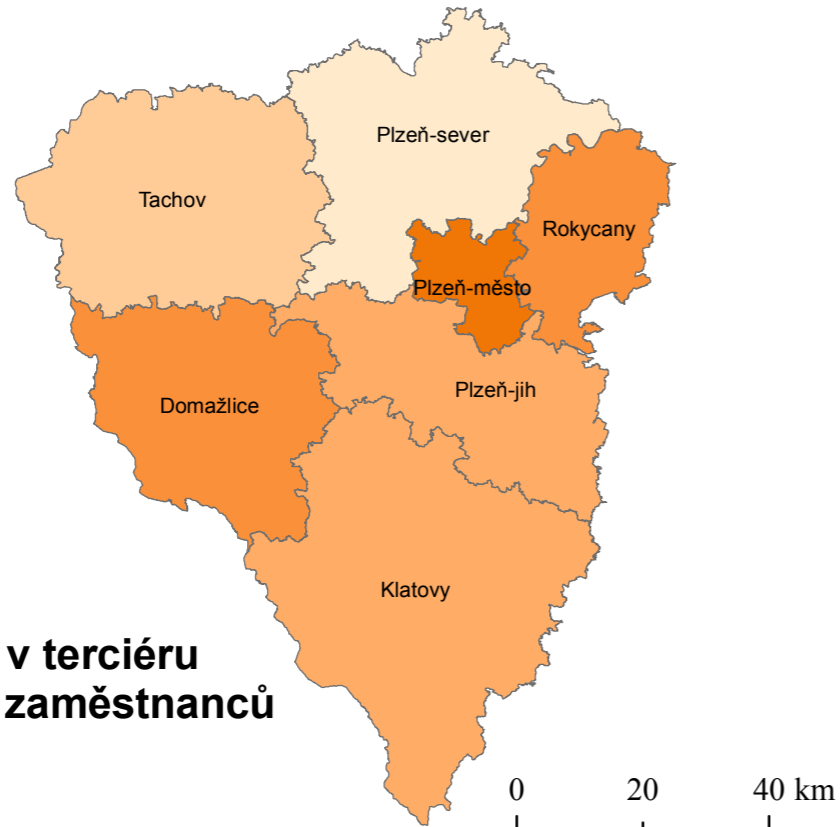 Plzeň-sever
Tachov
Rokycany
Plzeň-město
Plzeň-jih
Domažlice
Klatovy
v terciéru
zaměstnanců
0 20 40 km